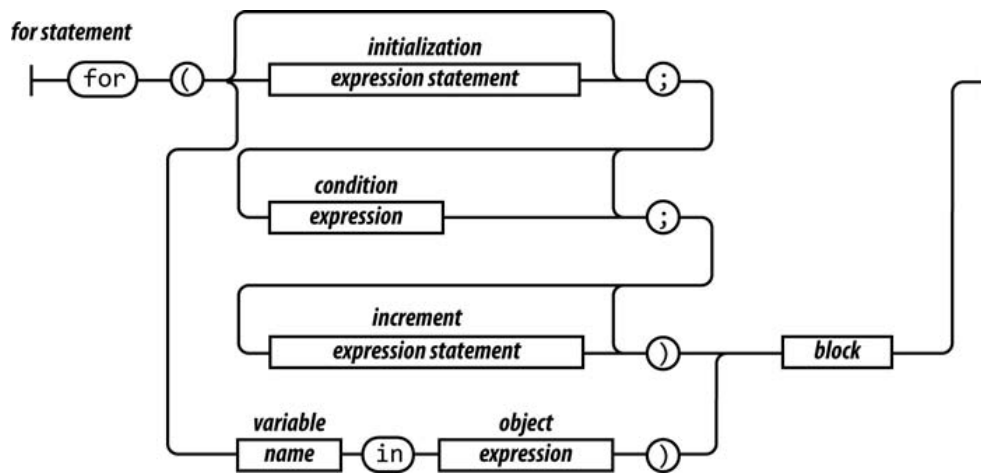 for statement
for ( initialization
expression statement ;
condition
expression ;
increment
expression statement ) block
variable
name in object
expression )